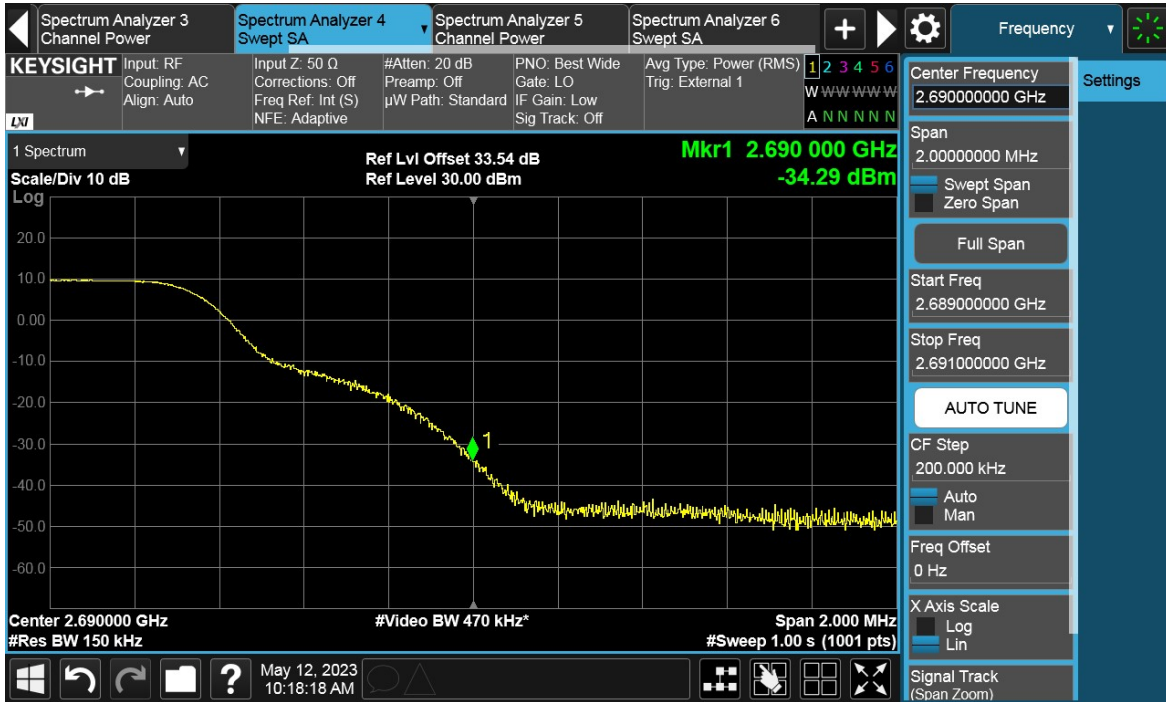 Spectrum Analyzer 3
Channel Power
Spectrum Analyzer 4
Swept SA
Spectrum Analyzer 5
Channel Power
Spectrum Analyzer 6
Swept SA
+
Frequency
KEYSIGHT
LXI
Input: RF
Coupling: AC
Align: Auto
Input Z: 50 Ω
Corrections: Off
Freq Ref: Int (S)
NFE: Adaptive
#Atten: 20 dB
Preamp: Off
µW Path: Standard
PNO: Best Wide
Gate: LO
IF Gain: Low
Sig Track: Off
Avg Type: Power (RMS)
Trig: External 1
1 2 3 4 5 6
W W W W W W
A N N N N N
1 Spectrum
Scale/Div 10 dB
Log
Ref Lvl Offset 33.54 dB
Ref Level 30.00 dBm
Mkr1 2.690 000 GHz
-34.29 dBm
20.0
10.0
0.00
-10.0
-20.0
-30.0
-40.0
-50.0
-60.0
1
Center 2.690000 GHz
#Res BW 150 kHz
#Video BW 470 kHz*
Span 2.000 MHz
#Sweep 1.00 s (1001 pts)
?
May 12, 2023
10:18:18 AM
Center Frequency
2.690000000 GHz
Span
2.00000000 MHz
Swept Span
Zero Span
Full Span
Start Freq
2.689000000 GHz
Stop Freq
2.691000000 GHz
AUTO TUNE
CF Step
200.000 kHz
Auto
Man
Freq Offset
0 Hz
X Axis Scale
Log
Lin
Signal Track
(Span Zoom)
Settings